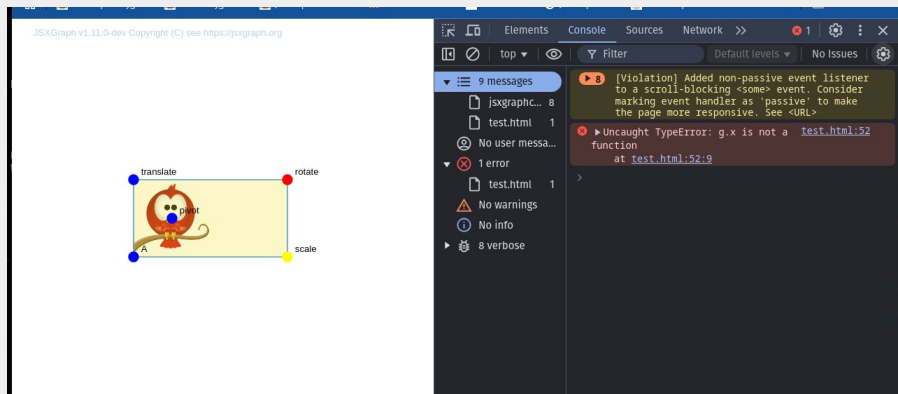 JSXGraph v1.11.0-dev Copyright (C) see https://jsxgraph.org
translate
rotate
pivot
A
scale
Elements Console Sources Network 1
top Filter Default levels No Issues
9 messages
jsxgraphc... 8
test.html 1
No user messa...
1 error
test.html 1
No warnings
No info
8 verbose
8 [Violation] Added non-passive event listener
to a scroll-blocking <some> event. Consider
marking event handler as 'passive' to make
the page more responsive. See <URL>
Uncaught TypeError: g.x is not a test.html:52
function
at test.html:52:9